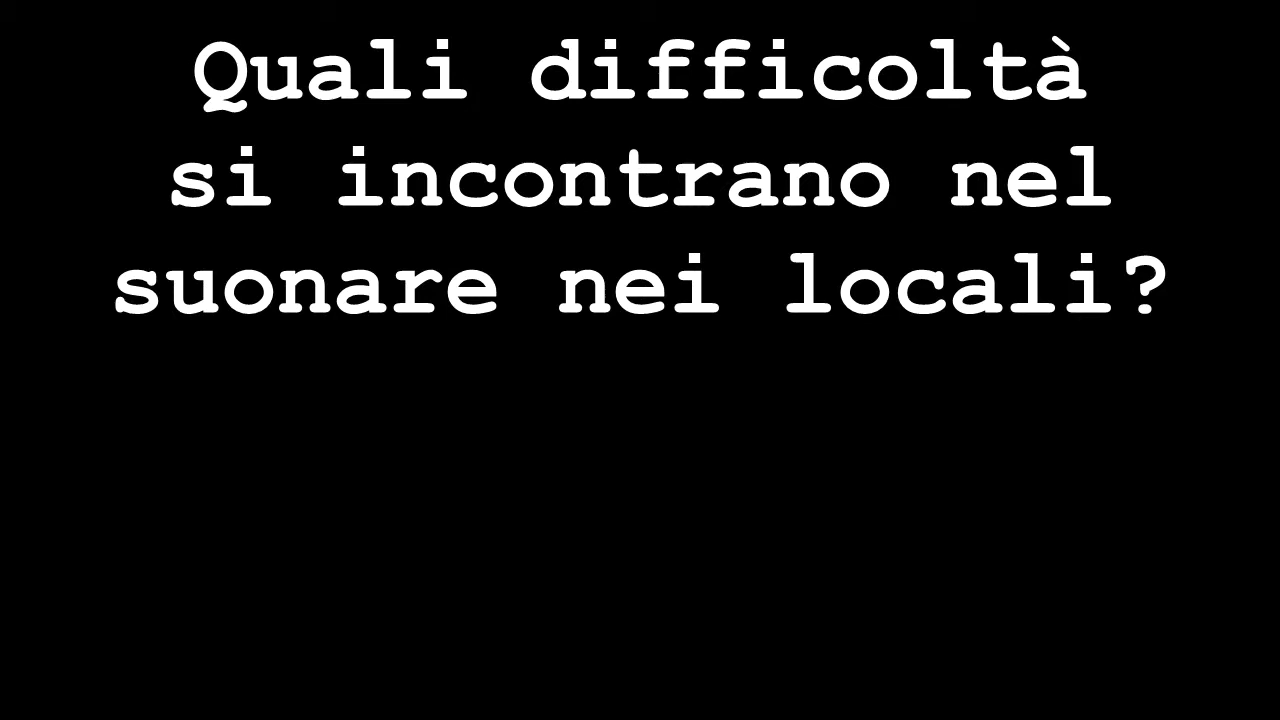 Quali difficoltà
si incontrano nel
suonare nei locali?